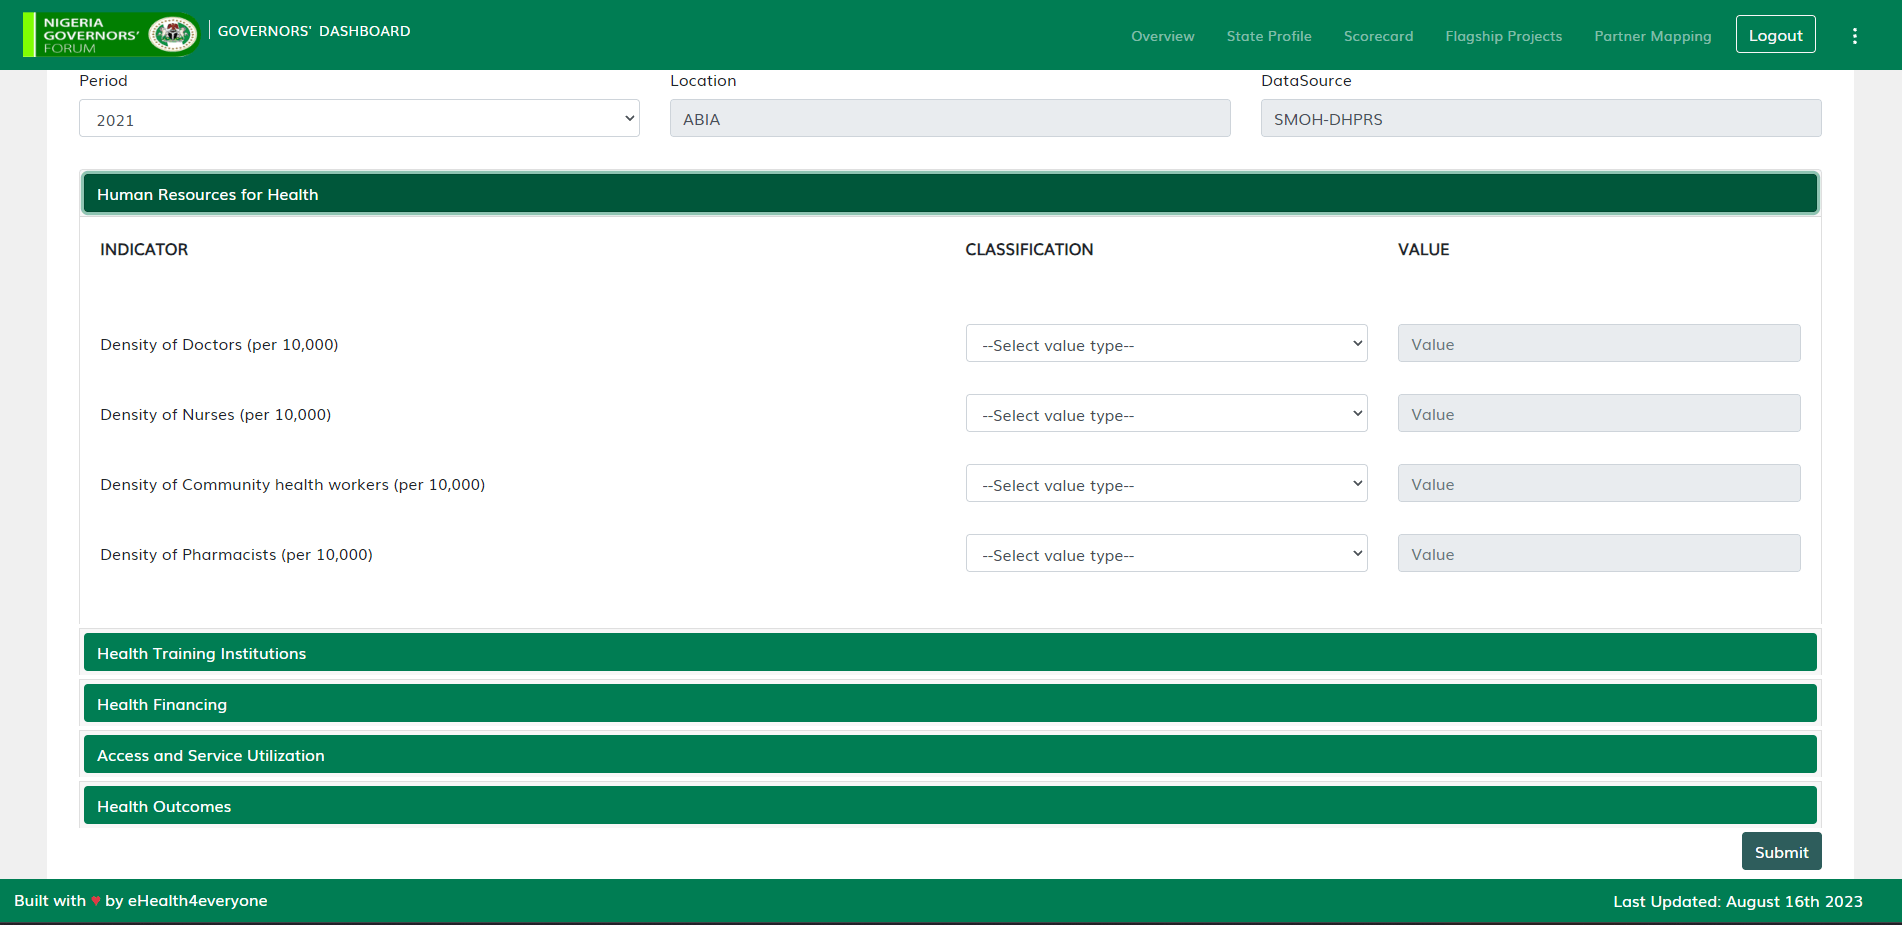 NIGERIA
GOVERNORS'
FORUM
GOVERNORS' DASHBOARD
Overview State Profile Scorecard Flagship Projects Partner Mapping Logout
Period Location DataSource
2021 ABIA SMOH-DHPRS
Human Resources for Health
INDICATOR CLASSIFICATION VALUE
Density of Doctors (per 10,000) --Select value type-- Value
Density of Nurses (per 10,000) --Select value type-- Value
Density of Community health workers (per 10,000) --Select value type-- Value
Density of Pharmacists (per 10,000) --Select value type-- Value
Health Training Institutions
Health Financing
Access and Service Utilization
Health Outcomes
Submit
Built with ♥ by eHealth4everyone Last Updated: August 16th 2023